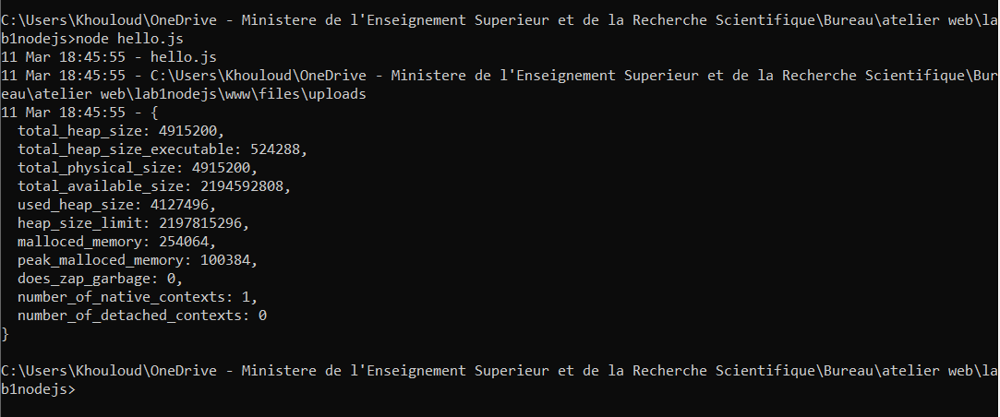 C:\Users\Khouloud\OneDrive - Ministere de l'Enseignement Superieur et de la Recherche Scientifique\Bureau\atelier web\la
b1nodejs>node hello.js
11 Mar 18:45:55 - hello.js
11 Mar 18:45:55 - C:\Users\Khouloud\OneDrive - Ministere de l'Enseignement Superieur et de la Recherche Scientifique\Bur
eau\atelier web\lab1nodejs\www\files\uploads
11 Mar 18:45:55 - {
  total_heap_size: 4915200,
  total_heap_size_executable: 524288,
  total_physical_size: 4915200,
  total_available_size: 2194592808,
  used_heap_size: 4127496,
  heap_size_limit: 2197815296,
  malloced_memory: 254064,
  peak_malloced_memory: 100384,
  does_zap_garbage: 0,
  number_of_native_contexts: 1,
  number_of_detached_contexts: 0
}
C:\Users\Khouloud\OneDrive - Ministere de l'Enseignement Superieur et de la Recherche Scientifique\Bureau\atelier web\la
b1nodejs>